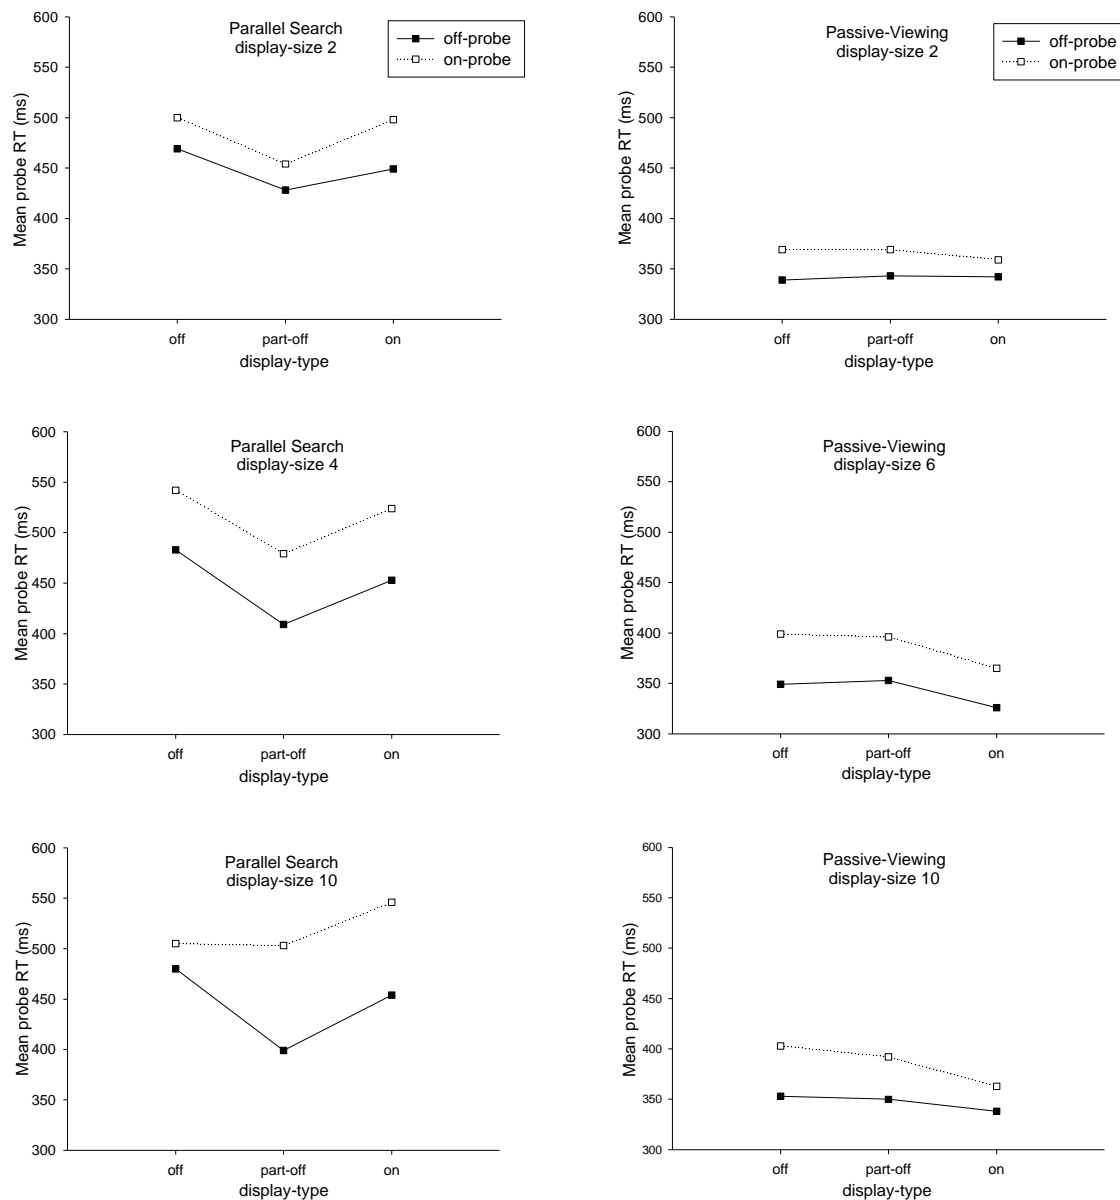 Parallel Search
display-size 2
off-probe
on-probe
Mean probe RT (ms)
600
550
500
450
400
350
300
off
part-off
on
display-type
Passive-Viewing
display-size 2
off-probe
on-probe
Mean probe RT (ms)
600
550
500
450
400
350
300
off
part-off
on
display-type
Parallel Search
display-size 4
Mean probe RT (ms)
600
550
500
450
400
350
300
off
part-off
on
display-type
Passive-Viewing
display-size 6
Mean probe RT (ms)
600
550
500
450
400
350
300
off
part-off
on
display-type
Parallel Search
display-size 10
Mean probe RT (ms)
600
550
500
450
400
350
300
off
part-off
on
display-type
Passive-Viewing
display-size 10
Mean probe RT (ms)
600
550
500
450
400
350
300
off
part-off
on
display-type